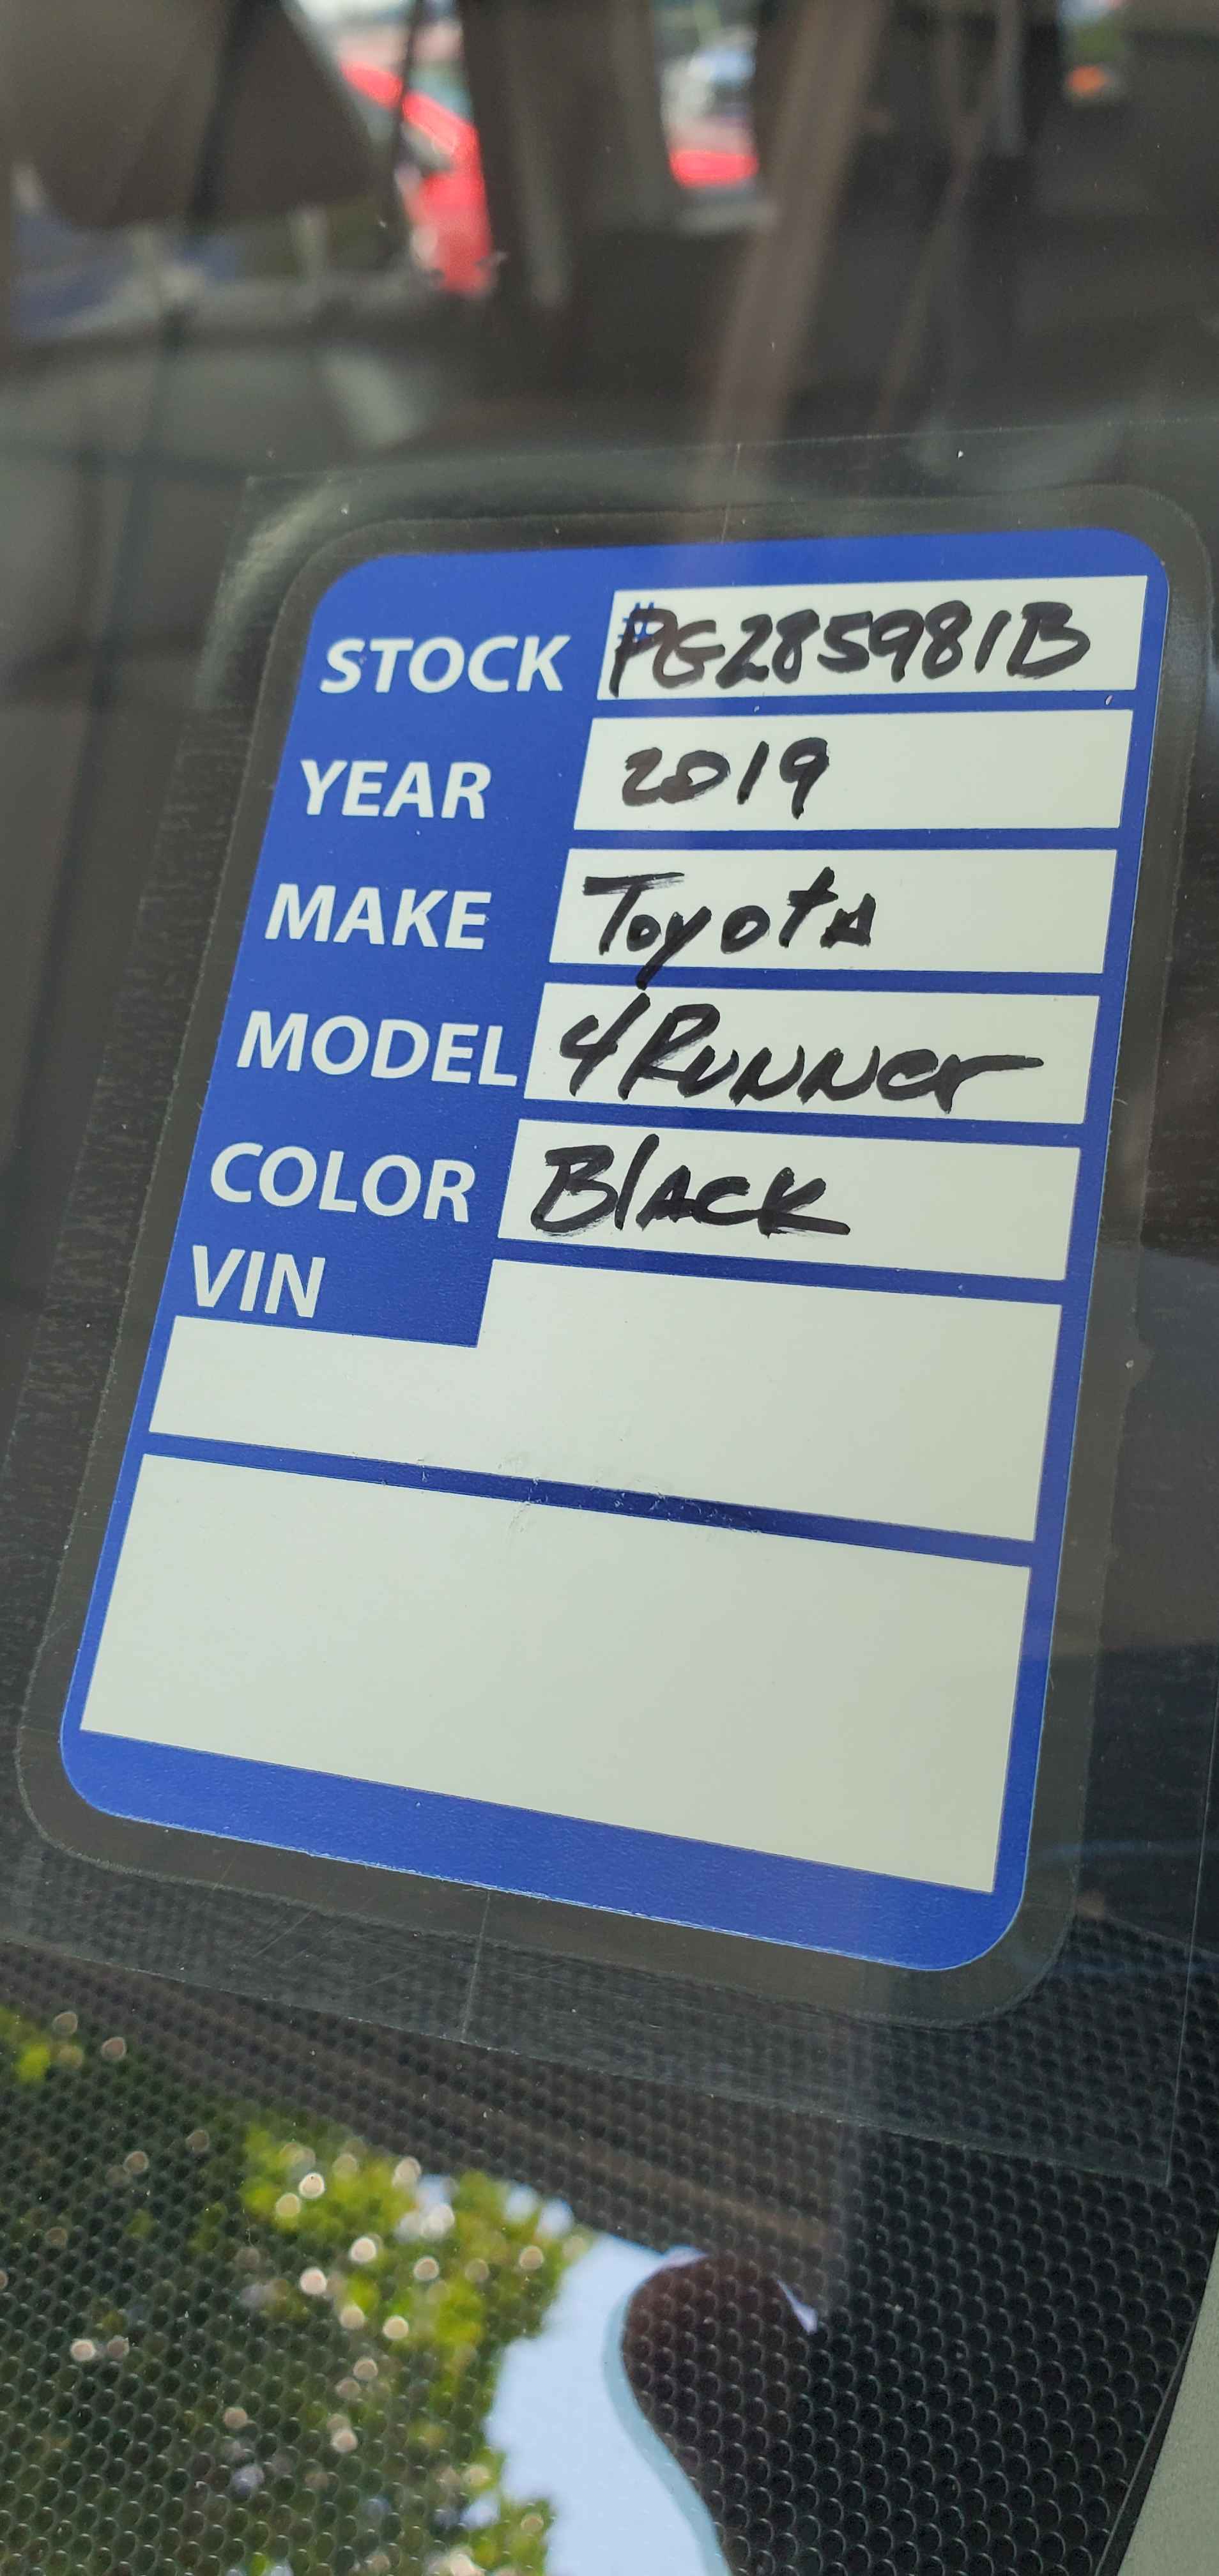 STOCK #PG285981B
YEAR 2019
MAKE Toyota
MODEL 4Runner
COLOR Black
VIN